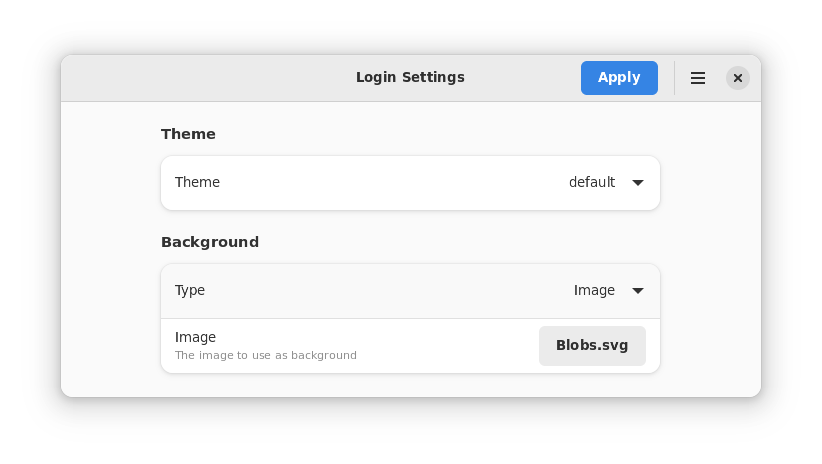 Login Settings
Apply
Theme
Theme
default
Background
Type
Image
Image
The image to use as background
Blobs.svg